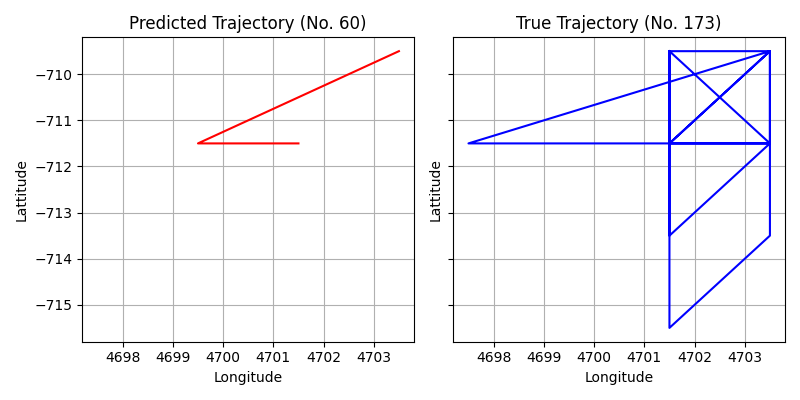 Predicted Trajectory (No. 60)
True Trajectory (No. 173)
Lattitude
−710
−711
−712
−713
−714
−715
4698 4699 4700 4701 4702 4703
Longitude
Lattitude
4698 4699 4700 4701 4702 4703
Longitude